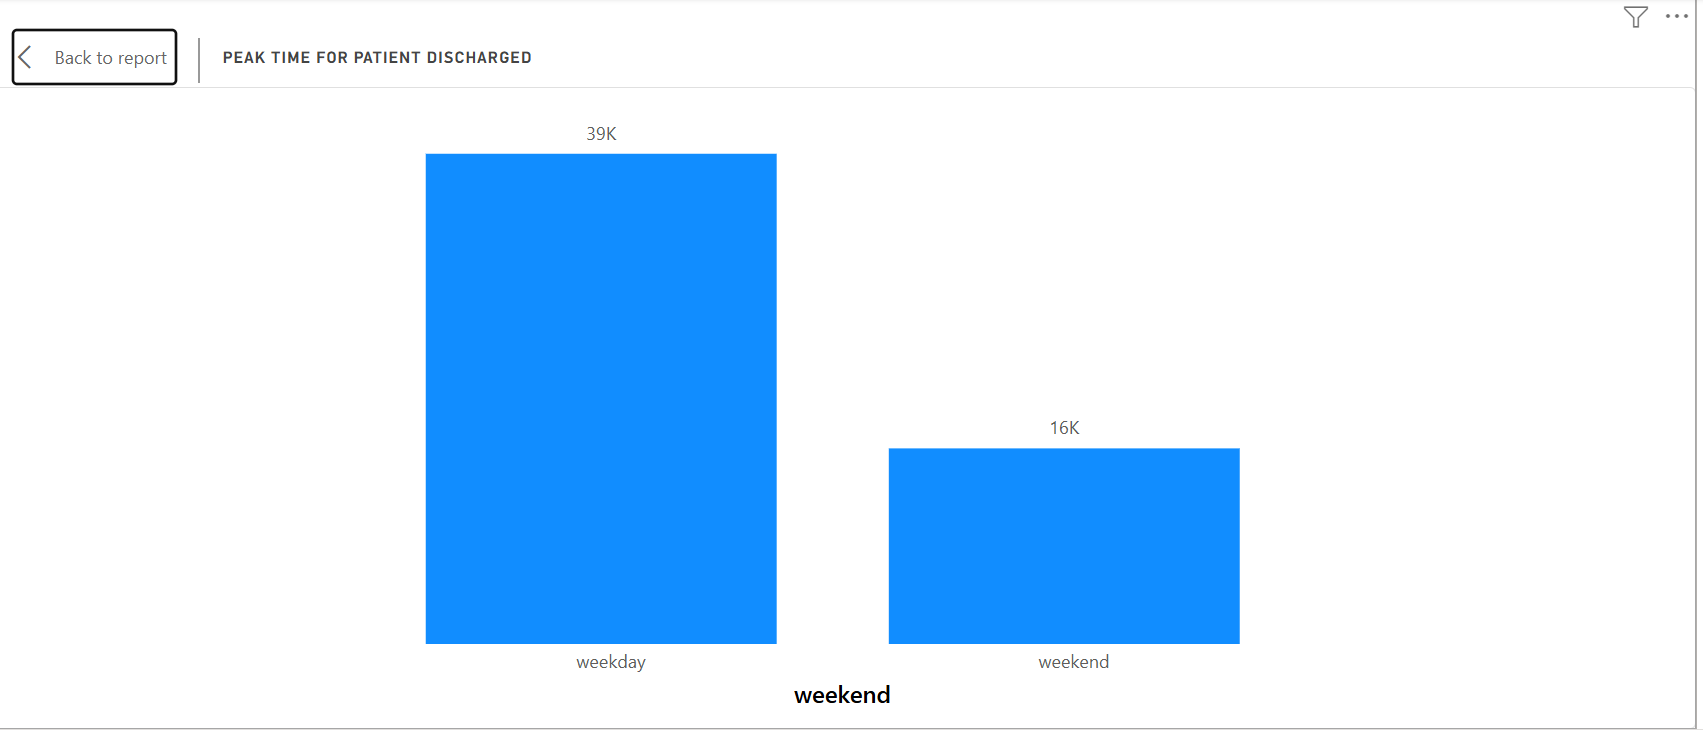 Back to report
PEAK TIME FOR PATIENT DISCHARGED
39K
16K
weekday
weekend
weekend